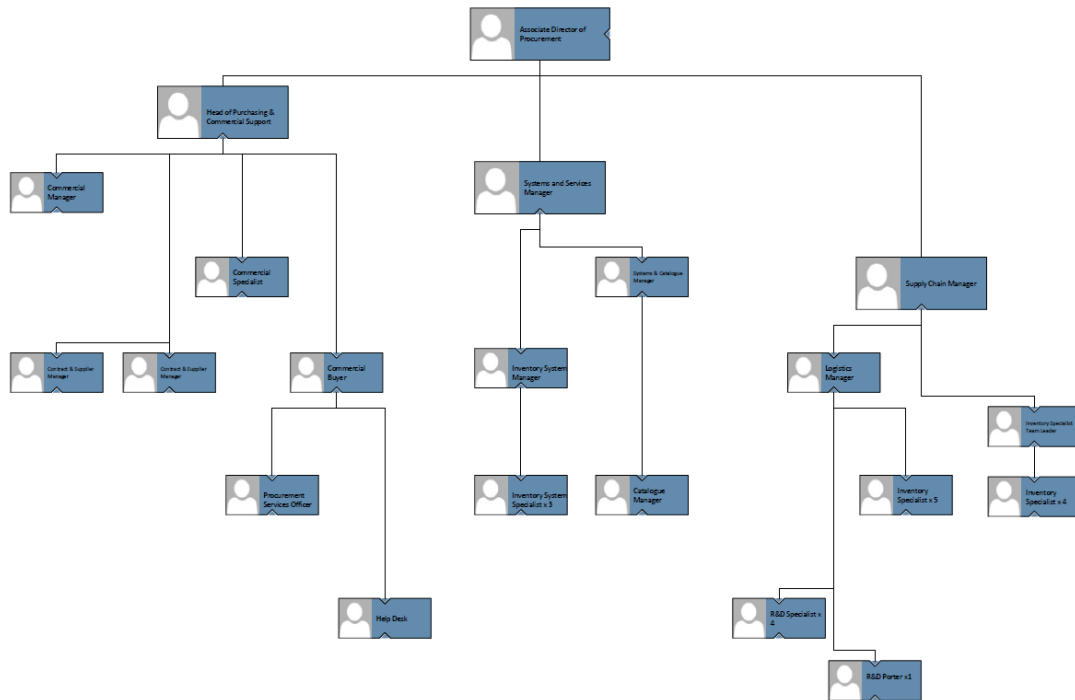 Associate Director of
Procurement
Head of Purchasing &
Commercial Support
Commercial
Manager
Systems and Services
Manager
Commercial
Specialist
Systems & Catalogue
Manager
Supply Chain Manager
Contract & Supplier
Manager
Contract & Supplier
Manager
Commercial
Buyer
Inventory System
Manager
Logistics
Manager
Inventory Specialist
Team Leader
Procurement
Services Officer
Inventory System
Specialist x 3
Catalogue
Manager
Inventory
Specialist x 5
Inventory
Specialist x 4
Help Desk
R&D Specialist x
4
R&D Porter x1